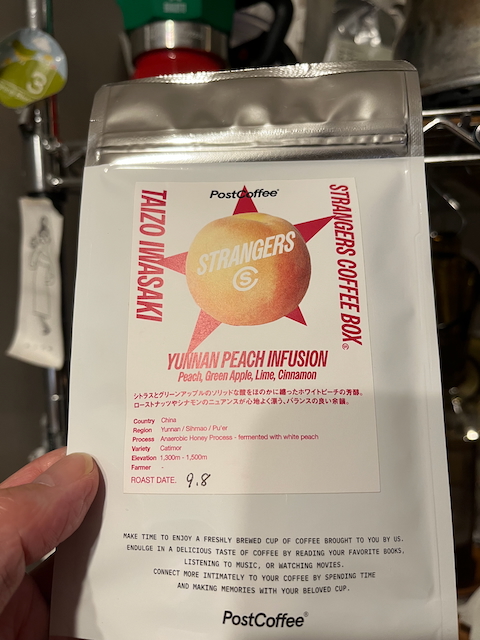 PostCoffee®
TAIZO IWASAKI
STRANGERS COFFEE BOX®
STRANGERS
YUNNAN PEACH INFUSION
Peach, Green Apple, Lime, Cinnamon
シトラスとグリーンアップルのソリッドな酸をほのかに纏ったホワイトピーチの芳醇。
ローストナッツやシナモンのニュアンスが心地よく漂う、バランスの良い余韻。
Country China
Region Yunnan / Sihmao / Pu'er
Process Anaerobic Honey Process - fermented with white peach
Variety Catimor
Elevation 1,300m - 1,500m
Farmer -
ROAST DATE. 9.8
MAKE TIME TO ENJOY A FRESHLY BREWED CUP OF COFFEE BROUGHT TO YOU BY US.
ENDULGE IN A DELICIOUS TASTE OF COFFEE BY READING YOUR FAVORITE BOOKS,
LISTENING TO MUSIC, OR WATCHING MOVIES.
CONNECT MORE INTIMATELY TO YOUR COFFEE BY SPENDING TIME
AND MAKING MEMORIES WITH YOUR BELOVED CUP.
PostCoffee®